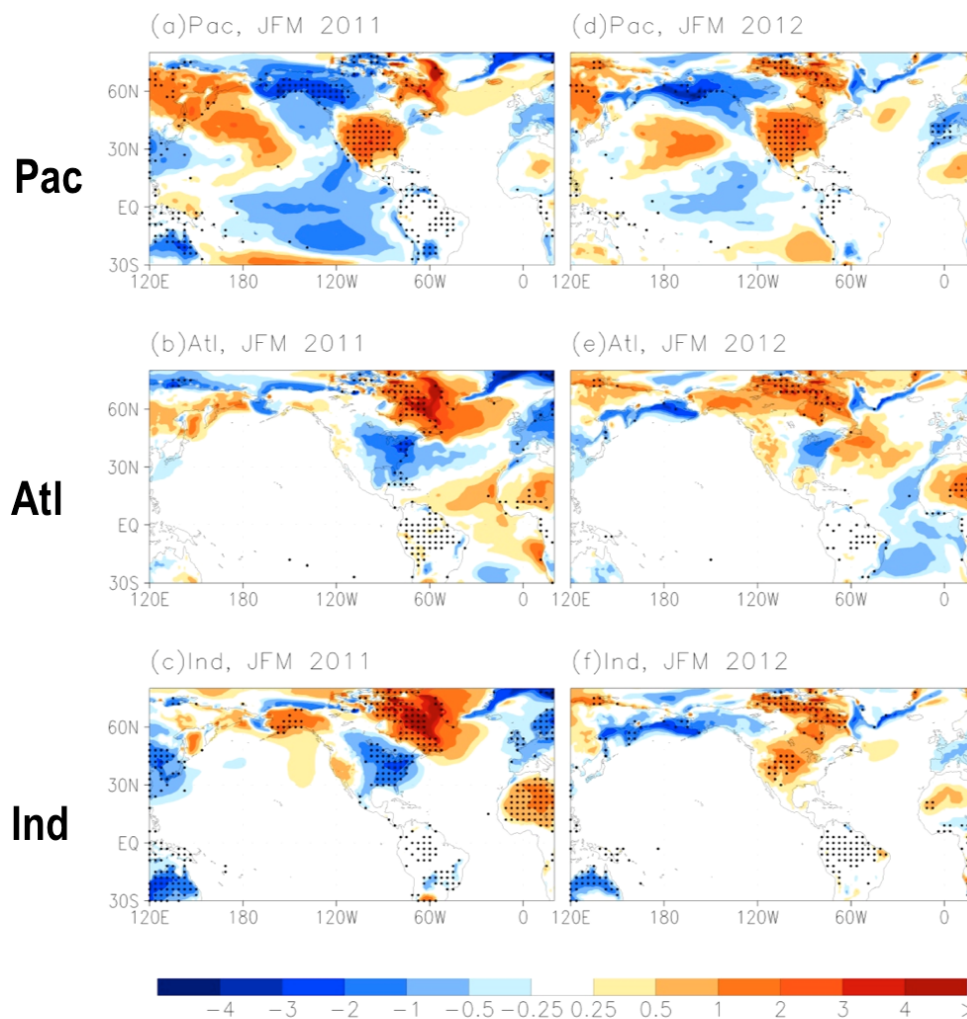 (a)Pac, JFM 2011
(d)Pac, JFM 2012
60N
30N
EQ
30S
120E 180 120W 60W 0 120E 180 120W 60W 0
Pac
(b)Atl, JFM 2011
(e)Atl, JFM 2012
60N
30N
EQ
30S
120E 180 120W 60W 0 120E 180 120W 60W 0
Atl
(c)Ind, JFM 2011
(f)Ind, JFM 2012
60N
30N
EQ
30S
120E 180 120W 60W 0 120E 180 120W 60W 0
Ind
−4 −3 −2 −1 −0.5 −0.25 0.25 0.5 1 2 3 4 >